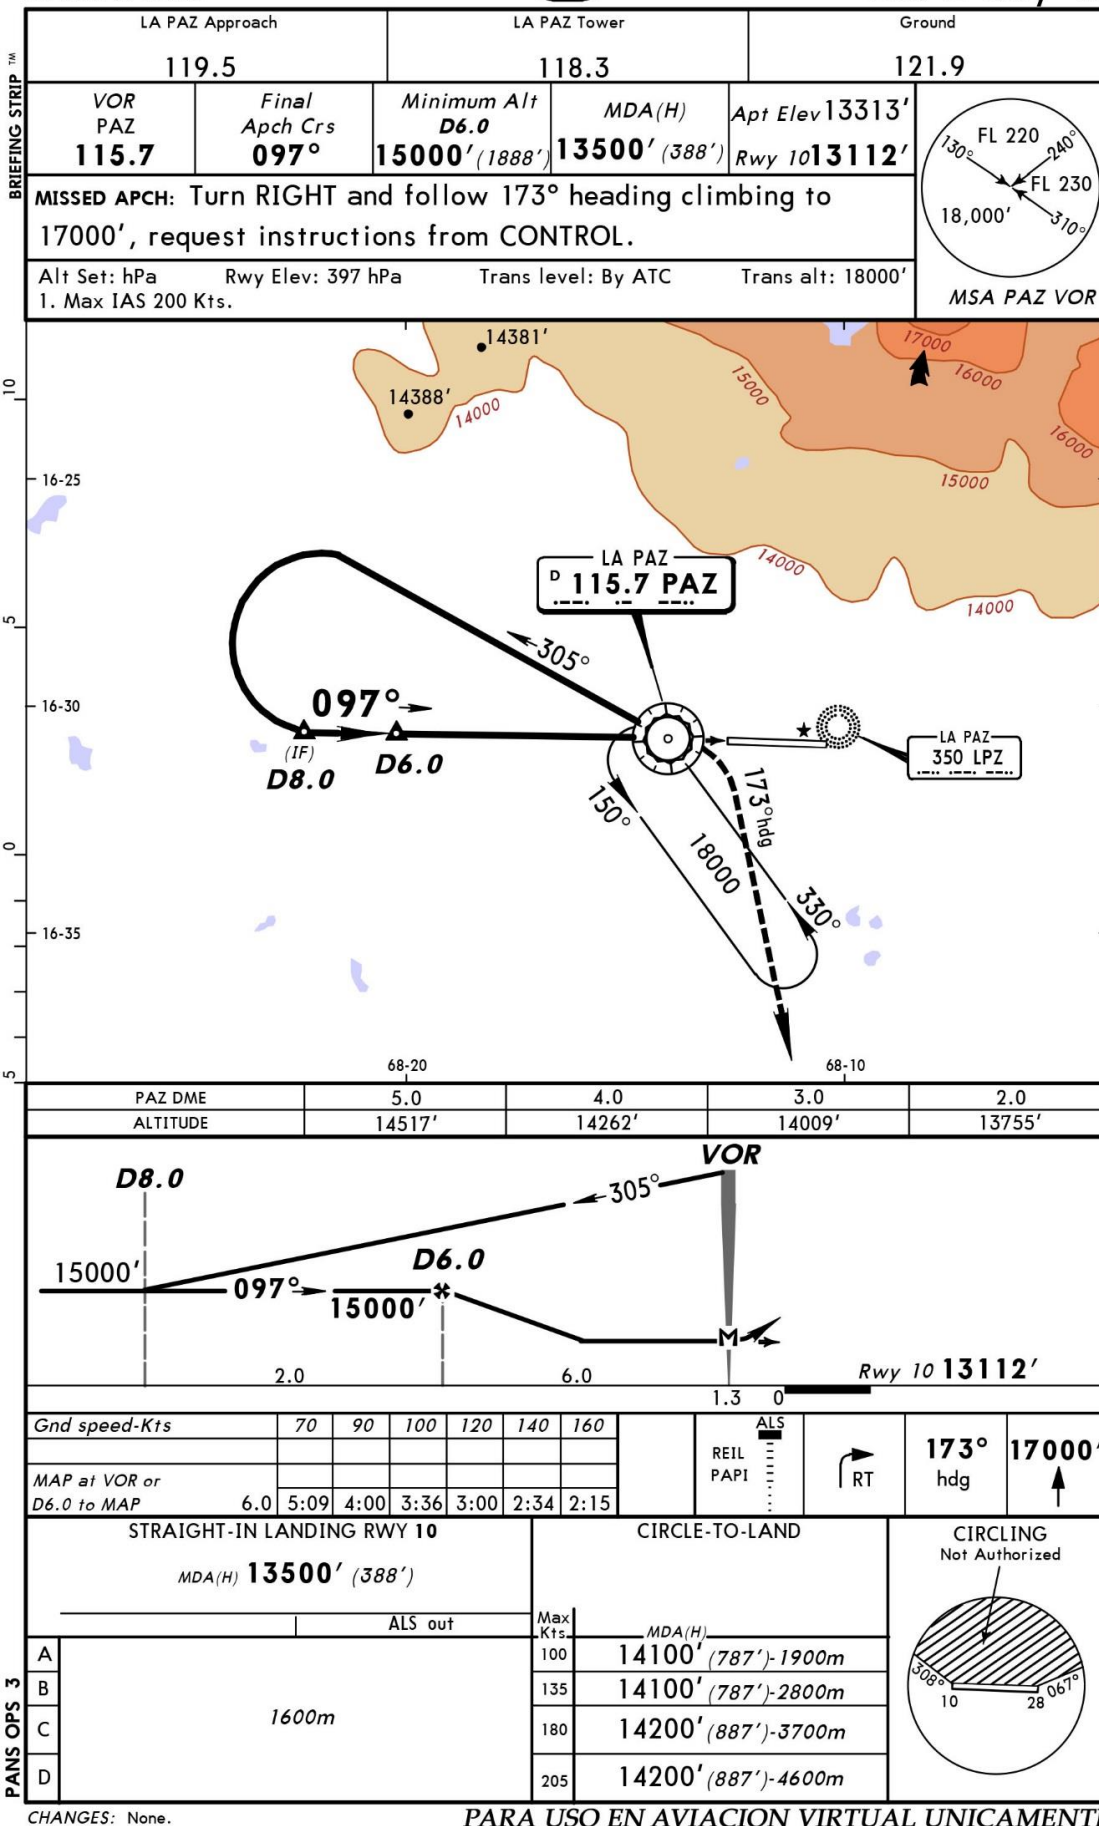 LA PAZ Approach
119.5
LA PAZ Tower
118.3
Ground
121.9
BRIEFING STRIP TM
VOR
PAZ
115.7
Final
Apch Crs
097°
Minimum Alt
D6.0
15000' (1888')
MDA(H)
13500' (388')
Apt Elev 13313'
Rwy 10 13112'
MISSED APCH: Turn RIGHT and follow 173° heading climbing to
17000', request instructions from CONTROL.
Alt Set: hPa Rwy Elev: 397 hPa Trans level: By ATC Trans alt: 18000'
1. Max IAS 200 Kts.
130°
FL 220
240°
FL 230
18,000'
310°
MSA PAZ VOR
14381'
14388'
14000
15000
17000
16000
16000
15000
14000
14000
10
5
0
5
16-25
16-30
16-35
LA PAZ
D 115.7 PAZ
305°
097°
(IF)
D8.0
D6.0
LA PAZ
350 LPZ
173° hdg
150°
18000
330°
68-20
68-10
PAZ DME 5.0 4.0 3.0 2.0
ALTITUDE 14517' 14262' 14009' 13755'
VOR
D8.0
305°
D6.0
15000'
097°
15000'
M
2.0
6.0
1.3
0
Rwy 10 13112'
Gnd speed-Kts 70 90 100 120 140 160
MAP at VOR or
D6.0 to MAP 6.0 5:09 4:00 3:36 3:00 2:34 2:15
ALS
REIL
PAPI
RT
173°
hdg
17000'
PANS OPS 3
STRAIGHT-IN LANDING RWY 10
MDA(H) 13500' (388')
ALS out
A
B
C
D
1600m
CIRCLE-TO-LAND
Max
Kts
MDA(H)
100 14100' (787')-1900m
135 14100' (787')-2800m
180 14200' (887')-3700m
205 14200' (887')-4600m
CIRCLING
Not Authorized
308°
10
28
067°
CHANGES: None.
PARA USO EN AVIACION VIRTUAL UNICAMENTE